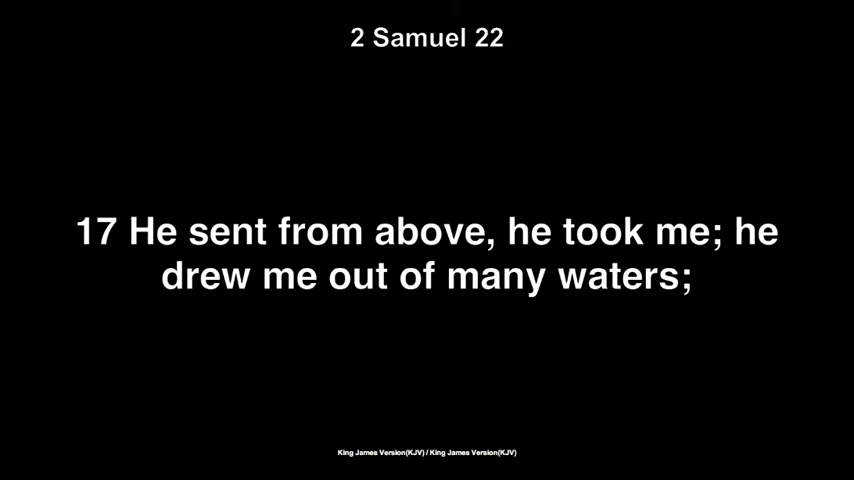 2 Samuel 22
17 He sent from above, he took me; he
drew me out of many waters;
King James Version(KJV) / King James Version(KJV)